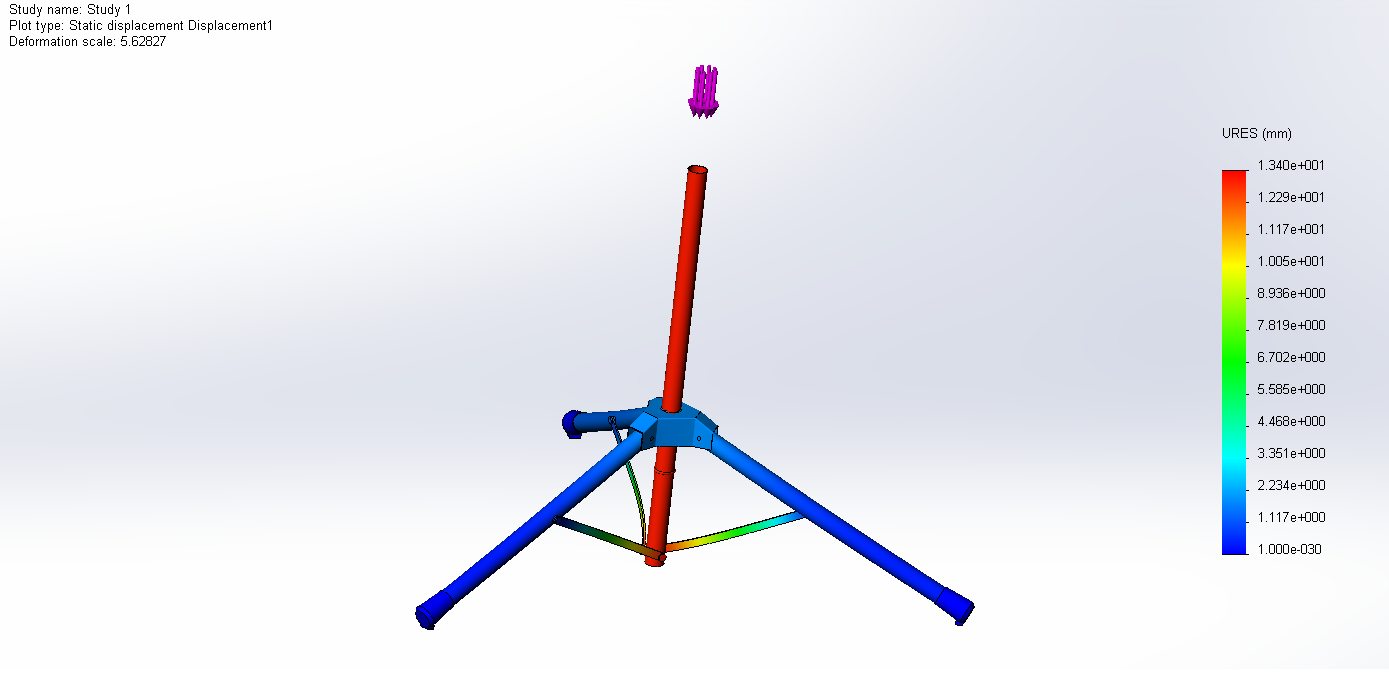 Study name: Study 1
Plot type: Static displacement Displacement1
Deformation scale: 5.62827
URES (mm)
1.340e+001
1.229e+001
1.117e+001
1.005e+001
8.936e+000
7.819e+000
6.702e+000
5.585e+000
4.468e+000
3.351e+000
2.234e+000
1.117e+000
1.000e-030